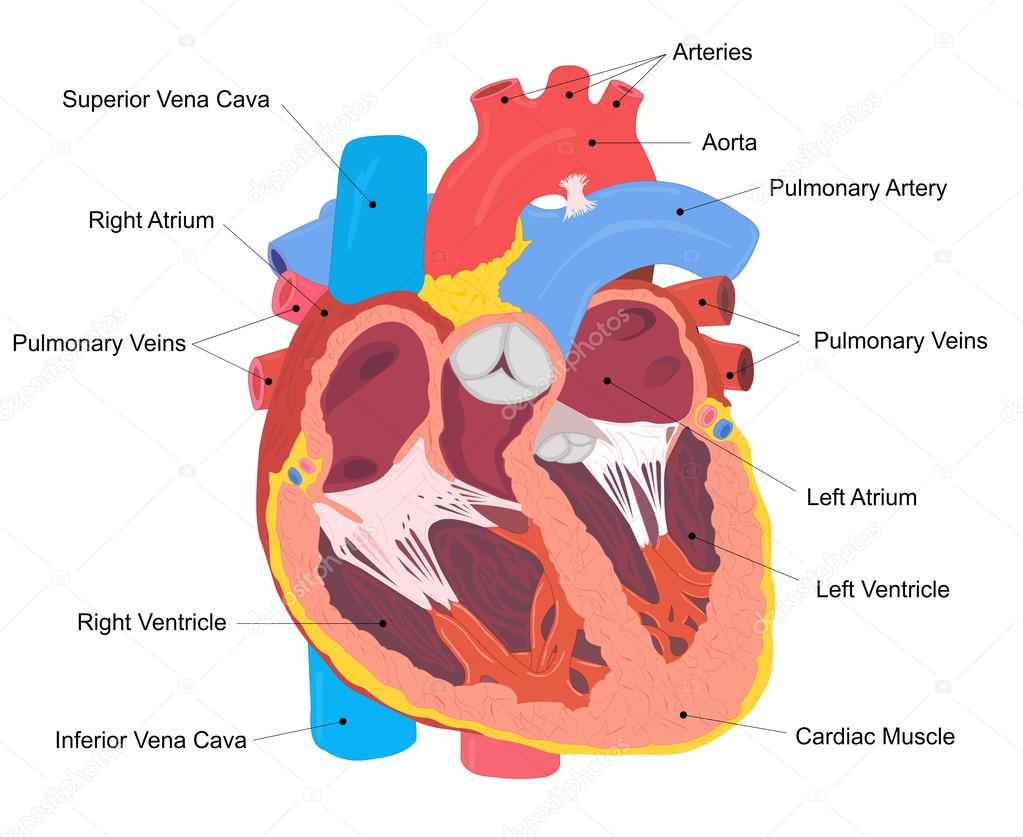 Arteries
Superior Vena Cava
Aorta
Pulmonary Artery
Right Atrium
Pulmonary Veins
Pulmonary Veins
Left Atrium
Left Ventricle
Right Ventricle
Inferior Vena Cava
Cardiac Muscle
depositphotos